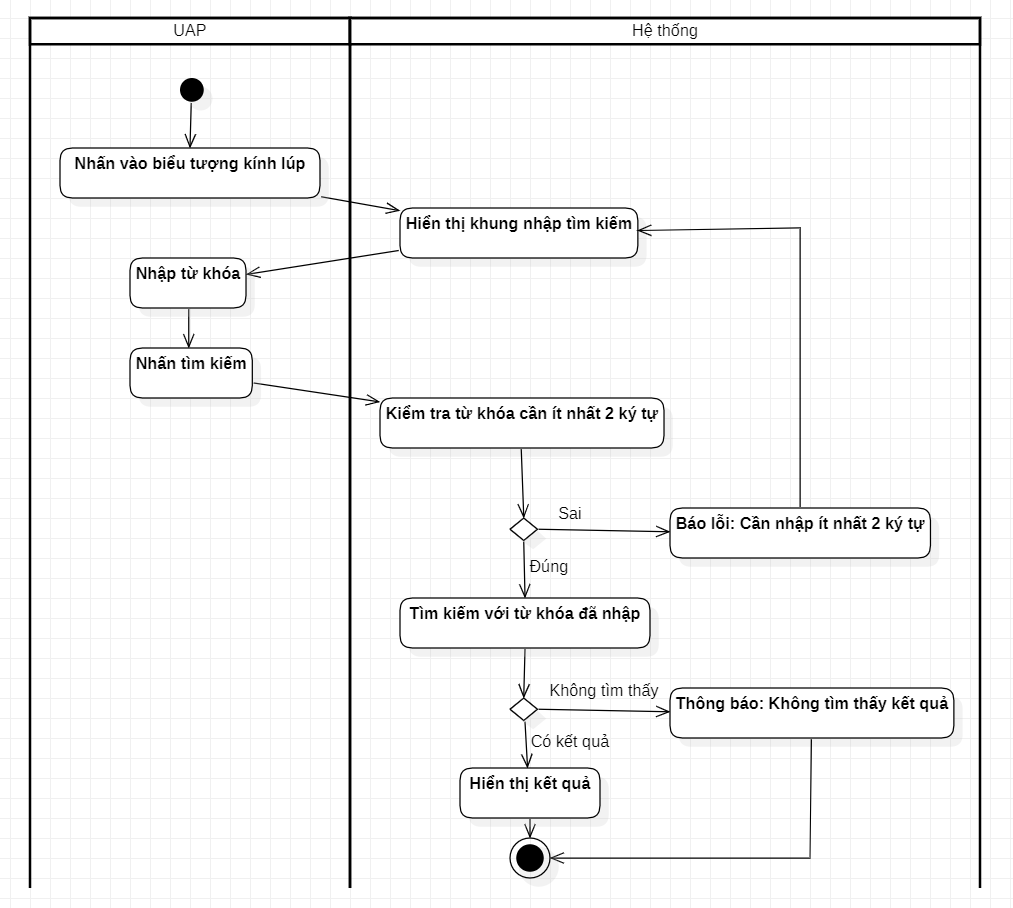 UAP
Hệ thống
Nhấn vào biểu tượng kính lúp
Hiển thị khung nhập tìm kiếm
Nhập từ khóa
Nhấn tìm kiếm
Kiểm tra từ khóa cần ít nhất 2 ký tự
Sai
Báo lỗi: Cần nhập ít nhất 2 ký tự
Đúng
Tìm kiếm với từ khóa đã nhập
Không tìm thấy
Thông báo: Không tìm thấy kết quả
Có kết quả
Hiển thị kết quả